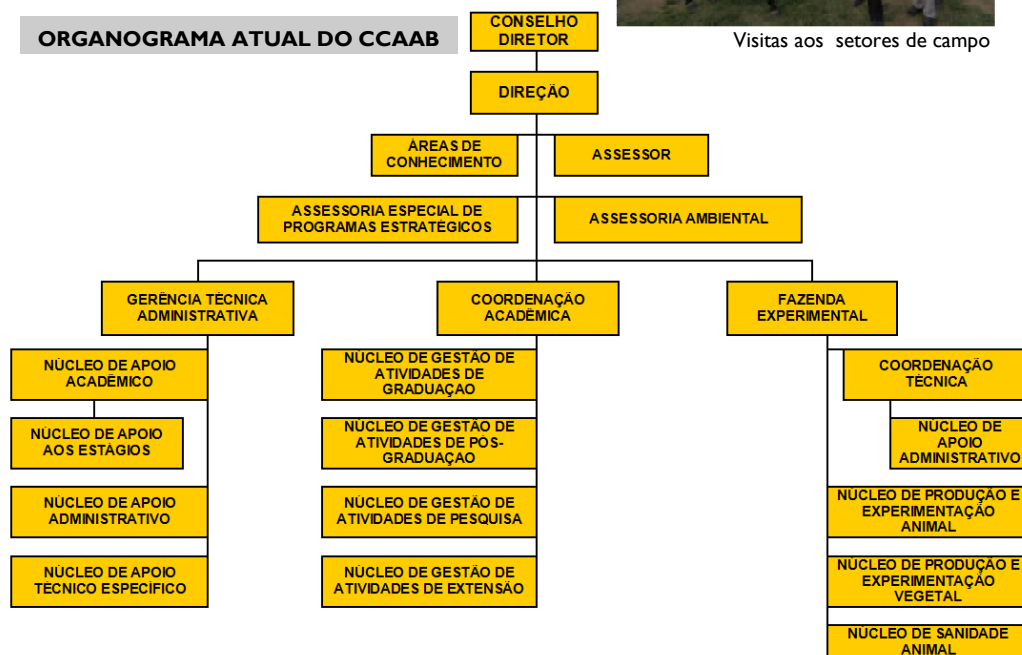 CONSELHO
DIRETOR
ORGANOGRAMA ATUAL DO CCAAB
Visitas aos setores de campo
DIREÇÃO
ÁREAS DE
CONHECIMENTO
ASSESSOR
ASSESSORIA ESPECIAL DE
PROGRAMAS ESTRATÉGICOS
ASSESSORIA AMBIENTAL
GERÊNCIA TÉCNICA
ADMINISTRATIVA
COORDENAÇÃO
ACADÊMICA
FAZENDA
EXPERIMENTAL
NÚCLEO DE APOIO
ACADÊMICO
NÚCLEO DE APOIO
AOS ESTÁGIOS
NÚCLEO DE APOIO
ADMINISTRATIVO
NÚCLEO DE APOIO
TÉCNICO ESPECÍFICO
NÚCLEO DE GESTÃO DE
ATIVIDADES DE
GRADUAÇAO
NÚCLEO DE GESTÃO DE
ATIVIDADES DE PÓS-
GRADUAÇAO
NÚCLEO DE GESTÃO DE
ATIVIDADES DE PESQUISA
NÚCLEO DE GESTÃO DE
ATIVIDADES DE EXTENSÃO
COORDENAÇÃO
TÉCNICA
NÚCLEO DE
APOIO
ADMINISTRATIVO
NÚCLEO DE PRODUÇÃO E
EXPERIMENTAÇÃO
ANIMAL
NÚCLEO DE PRODUÇÃO E
EXPERIMENTAÇÃO
VEGETAL
NÚCLEO DE SANIDADE
ANIMAL